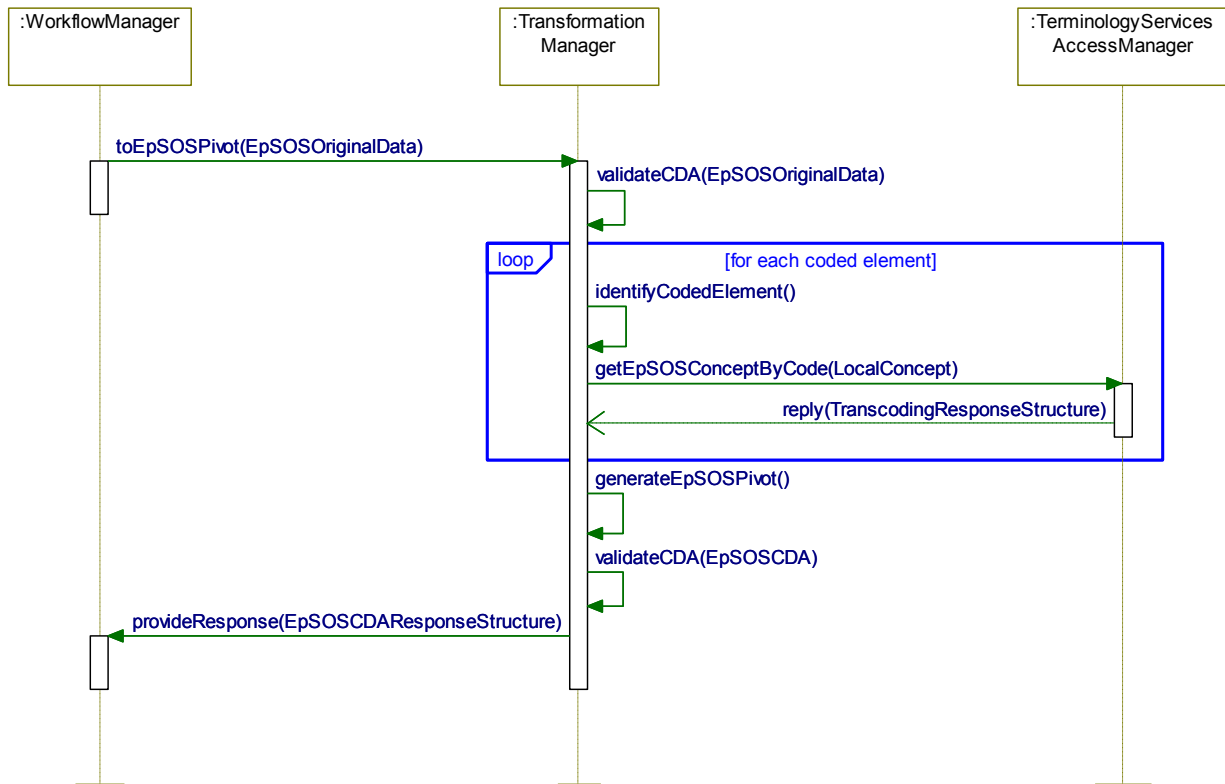 :WorkflowManager
:Transformation
Manager
:TerminologyServices
AccessManager
toEpSOSPivot(EpSOSOriginalData)
validateCDA(EpSOSOriginalData)
loop
[for each coded element]
identifyCodedElement()
getEpSOSConceptByCode(LocalConcept)
reply(TranscodingResponseStructure)
generateEpSOSPivot()
validateCDA(EpSOSCDA)
provideResponse(EpSOSCDAResponseStructure)